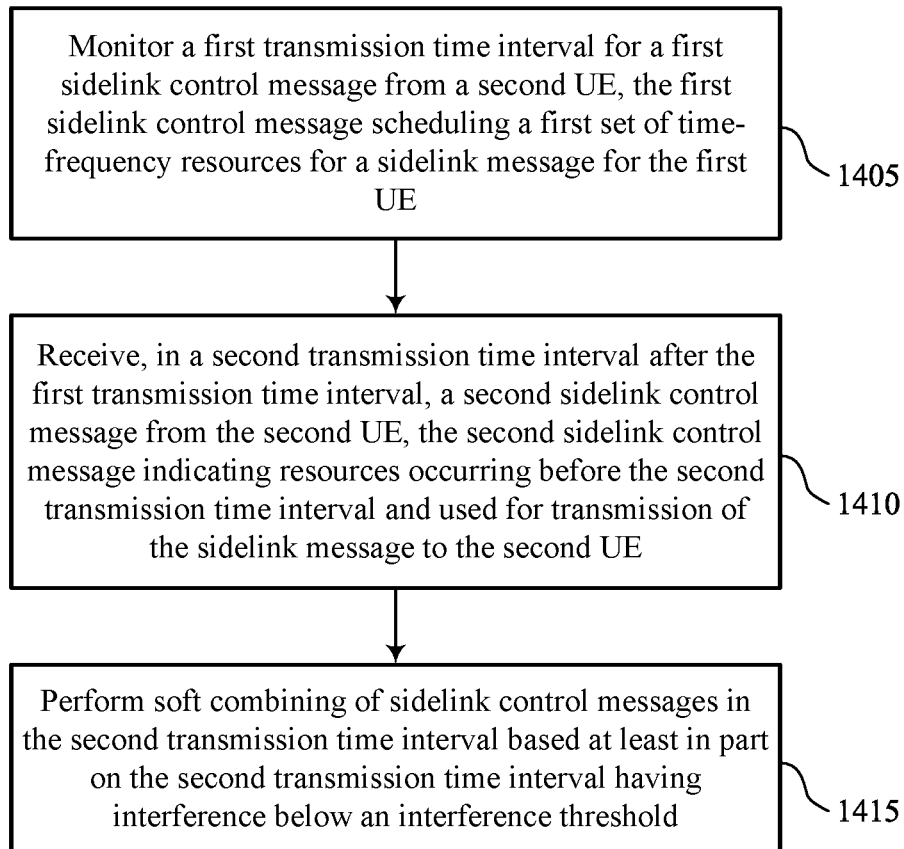 Monitor a first transmission time interval for a first
sidelink control message from a second UE, the first
sidelink control message scheduling a first set of time-
frequency resources for a sidelink message for the first
UE
1405
Receive, in a second transmission time interval after the
first transmission time interval, a second sidelink control
message from the second UE, the second sidelink control
message indicating resources occurring before the second
transmission time interval and used for transmission of
the sidelink message to the second UE
1410
Perform soft combining of sidelink control messages in
the second transmission time interval based at least in part
on the second transmission time interval having
interference below an interference threshold
1415